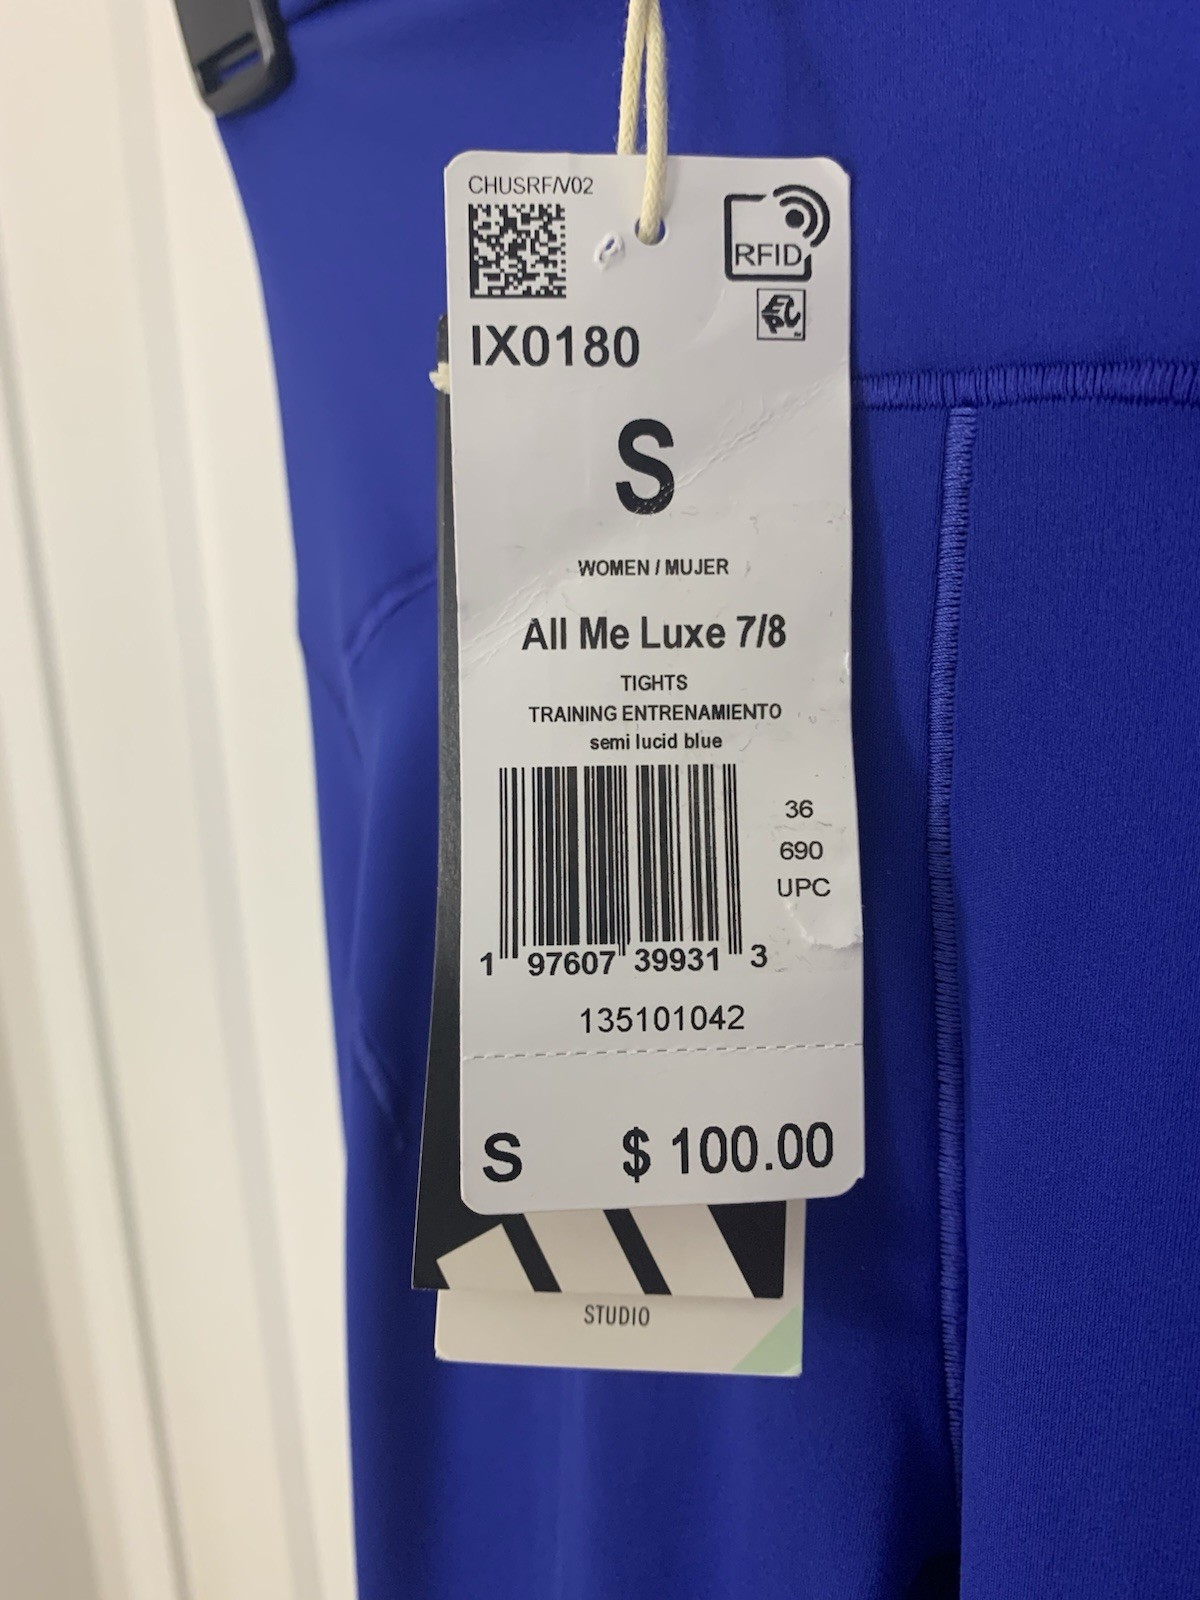 CHUSRF/V02
RFID
EPC
IX0180
S
WOMEN / MUJER
All Me Luxe 7/8
TIGHTS
TRAINING ENTRENAMIENTO
semi lucid blue
36
690
UPC
1 97607 39931 3
135101042
S $ 100.00
STUDIO